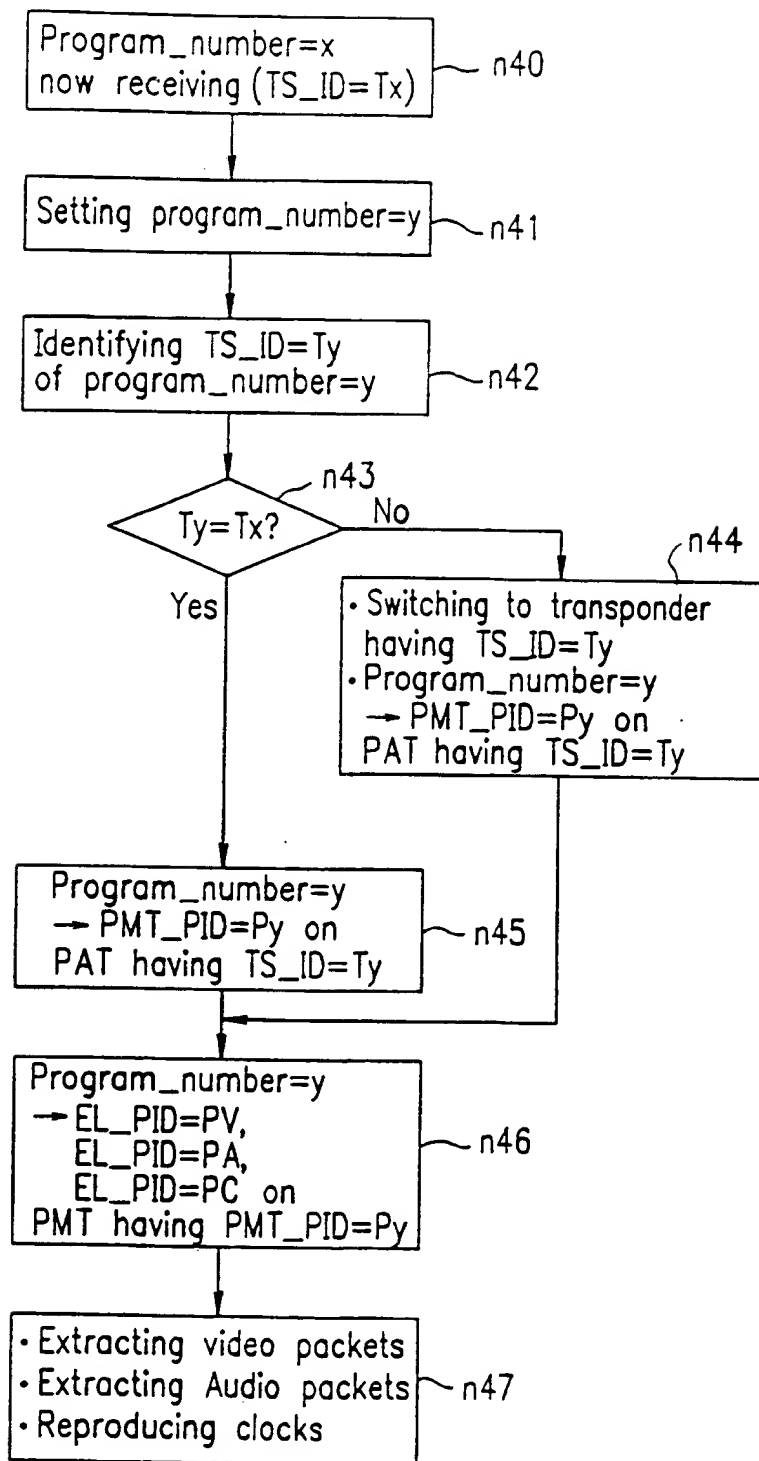 Program_number=x
now receiving (TS_ID=Tx)
n40
Setting program_number=y
n41
Identifying TS_ID=Ty
of program_number=y
n42
n43
Ty=Tx?
No
Yes
n44
· Switching to transponder
having TS_ID=Ty
· Program_number=y
→ PMT_PID=Py on
PAT having TS_ID=Ty
Program_number=y
→ PMT_PID=Py on
PAT having TS_ID=Ty
n45
Program_number=y
→ EL_PID=PV,
EL_PID=PA,
EL_PID=PC on
PMT having PMT_PID=Py
n46
· Extracting video packets
· Extracting Audio packets
· Reproducing clocks
n47